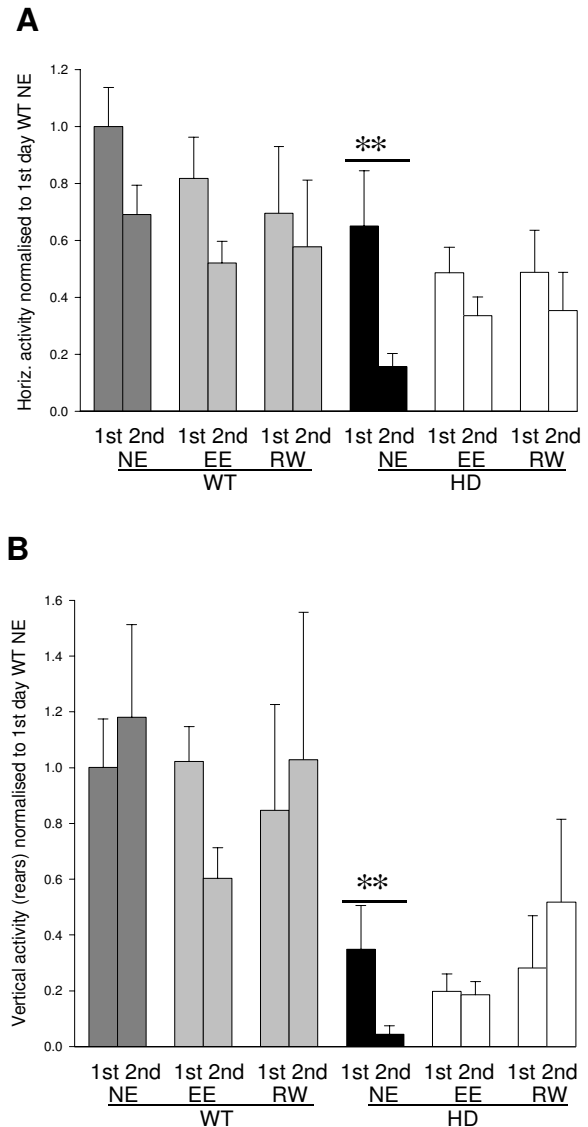 A
Horiz. activity normalised to 1st day WT NE
1.2
1.0
0.8
0.6
0.4
0.2
0.0
**
1st 2nd 1st 2nd 1st 2nd 1st 2nd 1st 2nd 1st 2nd
NE EE RW NE EE RW
WT HD
B
Vertical activity (rears) normalised to 1st day WT NE
1.6
1.4
1.2
1.0
0.8
0.6
0.4
0.2
0.0
**
1st 2nd 1st 2nd 1st 2nd 1st 2nd 1st 2nd 1st 2nd
NE EE RW NE EE RW
WT HD